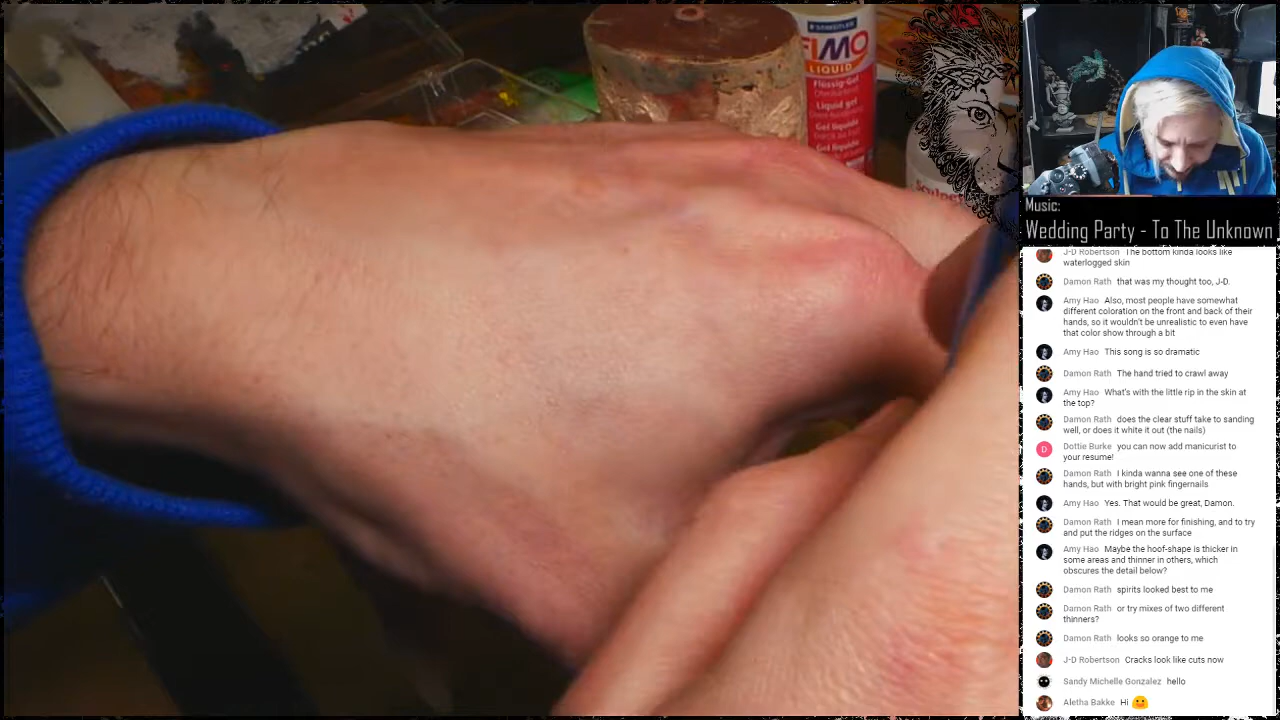 STAEDTLER
FIMO
LIQUID
Flüssig-Gel
Liquid gel
Gel liquide
Gel líquido
Sculpey
Music:
Wedding Party - To The Unknown
J-D Robertson The bottom kinda looks like
waterlogged skin
Damon Rath that was my thought too, J-D.
Amy Hao Also, most people have somewhat
different coloration on the front and back of their
hands, so it wouldn't be unrealistic to even have
that color show through a bit
Amy Hao This song is so dramatic
Damon Rath The hand tried to crawl away
Amy Hao What's with the little rip in the skin at
the top?
Damon Rath does the clear stuff take to sanding
well, or does it white it out (the nails)
D
Dottie Burke you can now add manicurist to
your resume!
Damon Rath I kinda wanna see one of these
hands, but with bright pink fingernails
Amy Hao Yes. That would be great, Damon.
Damon Rath I mean more for finishing, and to try
and put the ridges on the surface
Amy Hao Maybe the hoof-shape is thicker in
some areas and thinner in others, which
obscures the detail below?
Damon Rath spirits looked best to me
Damon Rath or try mixes of two different
thinners?
Damon Rath looks so orange to me
J-D Robertson Cracks look like cuts now
Sandy Michelle Gonzalez hello
Aletha Bakke Hi